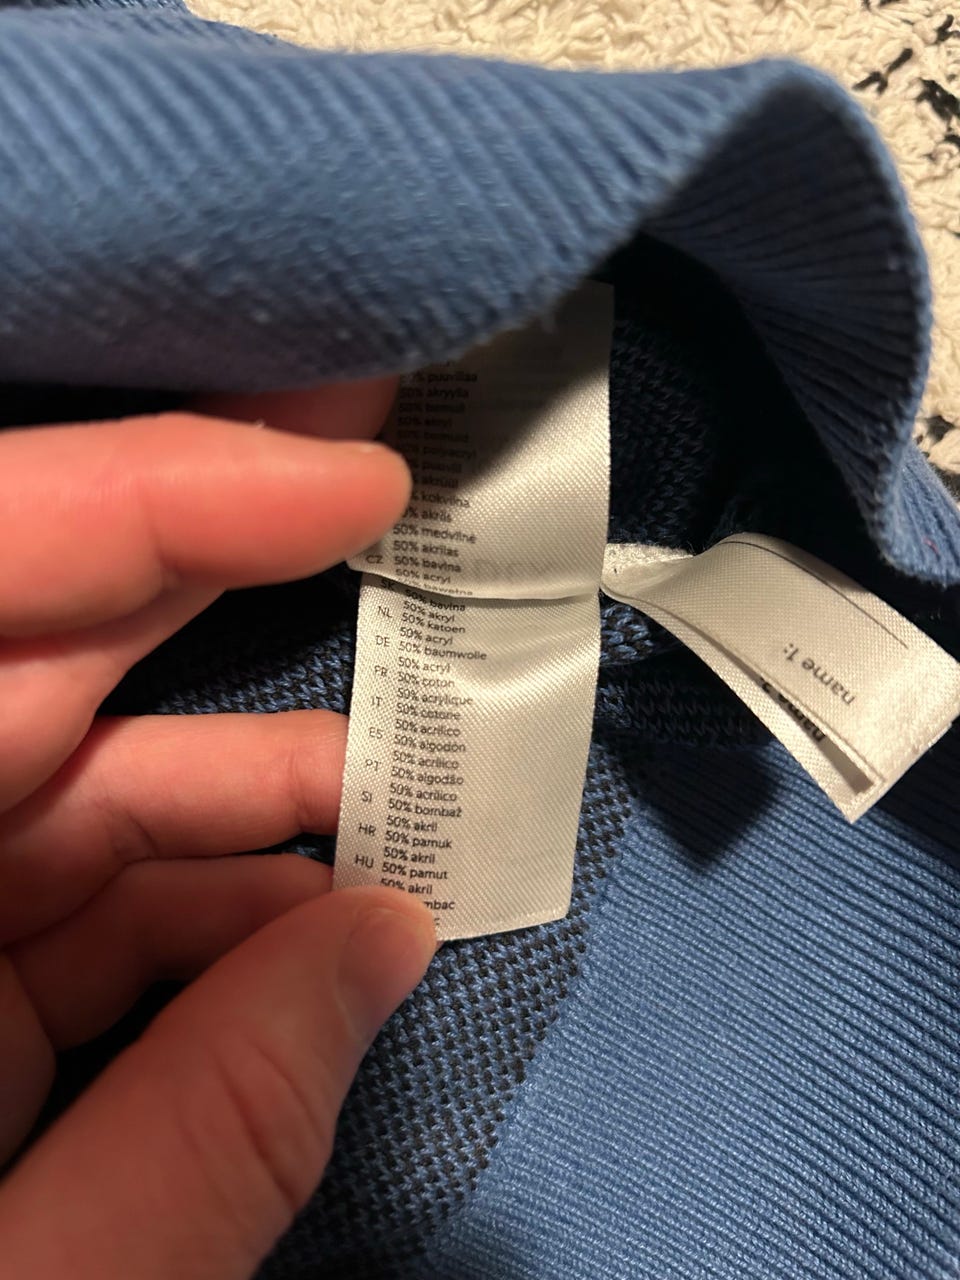 50% puuvillaa
50% akryylia
50% bomull
50% akryl
50% bomuld
50% polyacryl
50% puuvill
akrüül
% kokvilna
% akrils
50% medvilnė
50% akrilas
CZ 50% bavlna
50% acryl
50% bawełna
SK 50% bavlna
50% akryl
NL 50% katoen
50% acryl
DE 50% baumwolle
50% acryl
FR 50% coton
50% acrylique
IT 50% cotone
50% acrilico
ES 50% algodón
50% acrílico
PT 50% algodão
50% acrílico
SI 50% bombaž
50% akril
HR 50% pamuk
50% akril
HU 50% pamut
50% akril
mbac
c
name 1: